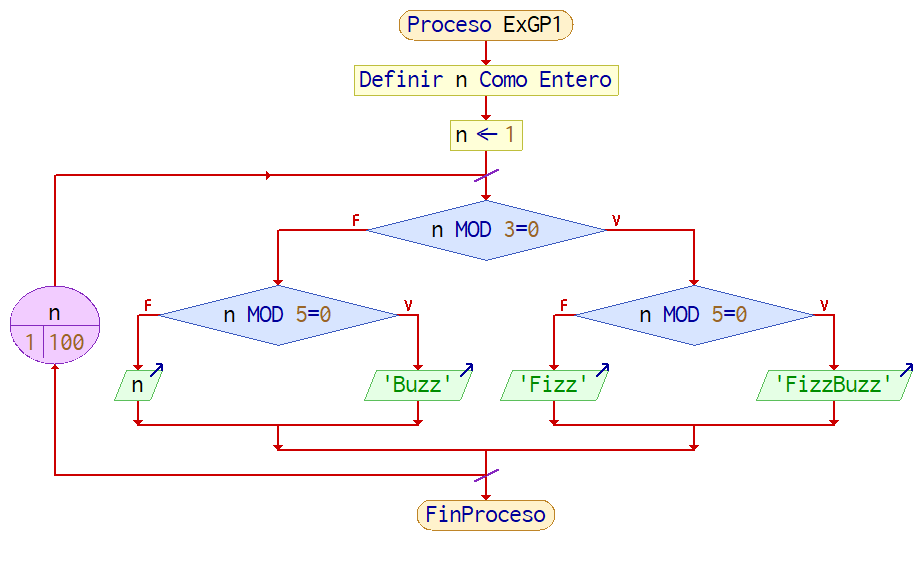 Proceso ExGP1
Definir n Como Entero
n ← 1
n MOD 3=0
F
V
n
1
100
n MOD 5=0
F
V
n MOD 5=0
F
V
n
'Buzz'
'Fizz'
'FizzBuzz'
FinProceso